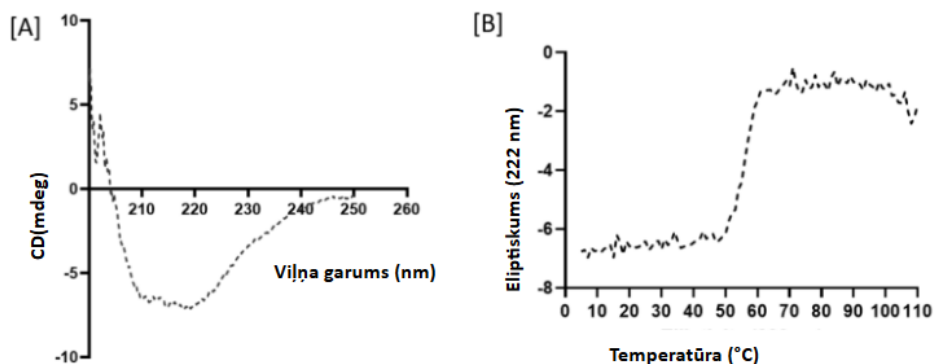 [A]
10
5
0
-5
-10
210 220 230 240 250 260
CD(mdeg)
Viļņa garums (nm)
[B]
0
-2
-4
-6
-8
0 10 20 30 40 50 60 70 80 90 100 110
Eliptiskums (222 nm)
Temperatūra (°C)